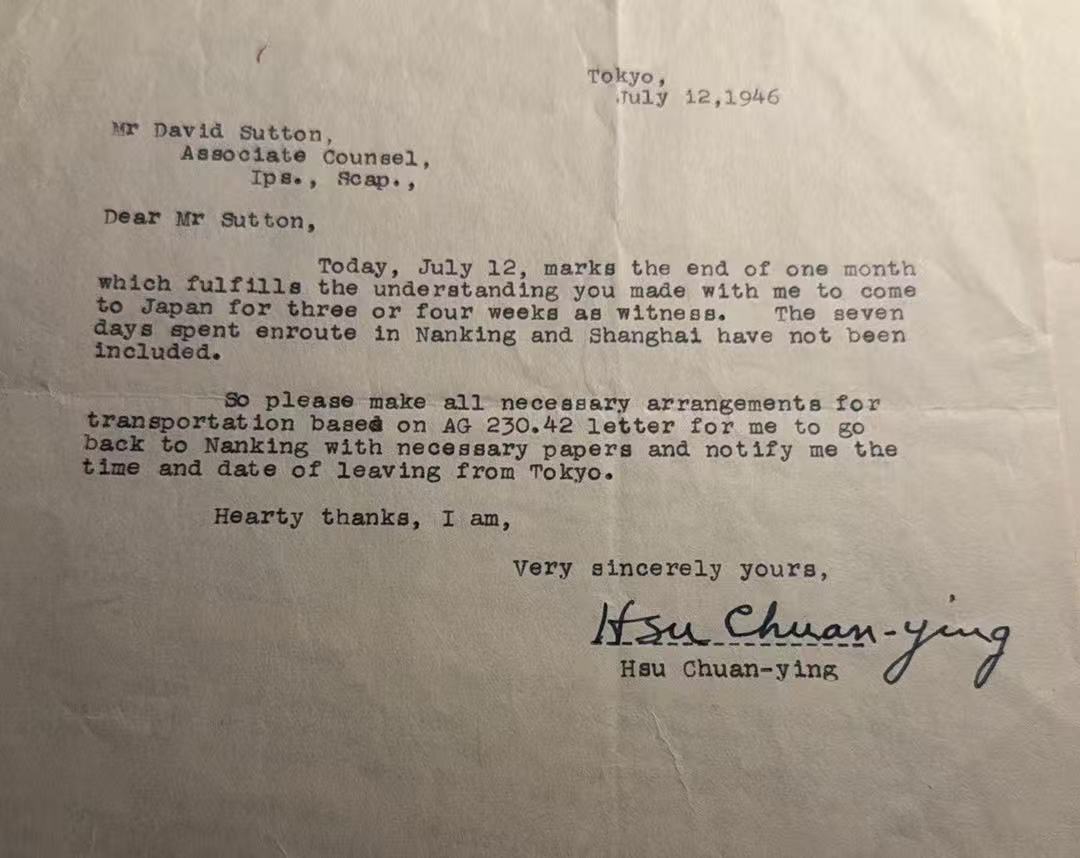 Tokyo,
July 12,1946
Mr David Sutton,
Associate Counsel,
Ips., Scap.,
Dear Mr Sutton,
Today, July 12, marks the end of one month
which fulfills the understanding you made with me to come
to Japan for three or four weeks as witness. The seven
days spent enroute in Nanking and Shanghai have not been
included.
So please make all necessary arrangements for
transportation based on AG 230.42 letter for me to go
back to Nanking with necessary papers and notify me the
time and date of leaving from Tokyo.
Hearty thanks, I am,
Very sincerely yours,
Hsu Chuan-ying
Hsu Chuan-ying